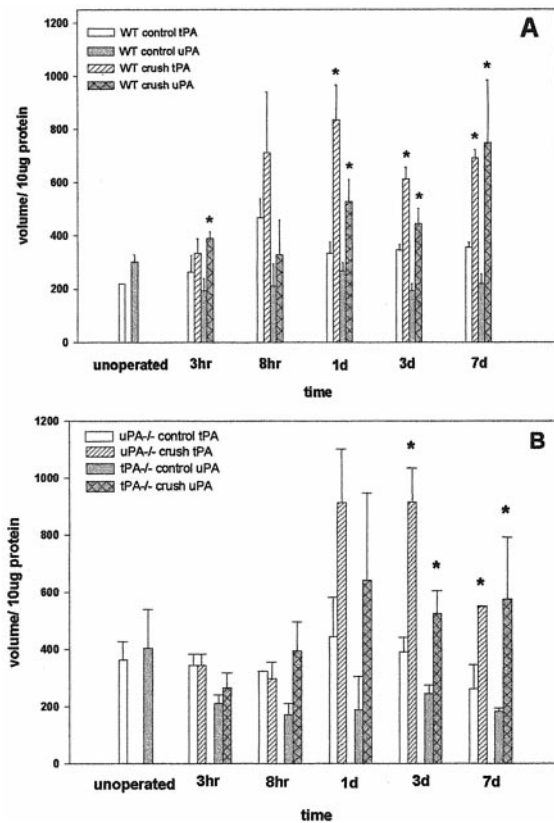 A
WT control tPA
WT control uPA
WT crush tPA
WT crush uPA
volume/ 10ug protein
1200
1000
800
600
400
200
0
* * * * * * *
unoperated 3hr 8hr 1d 3d 7d
time
B
uPA-/- control tPA
uPA-/- crush tPA
tPA-/- control uPA
tPA-/- crush uPA
volume/ 10ug protein
1200
1000
800
600
400
200
0
* * * *
unoperated 3hr 8hr 1d 3d 7d
time